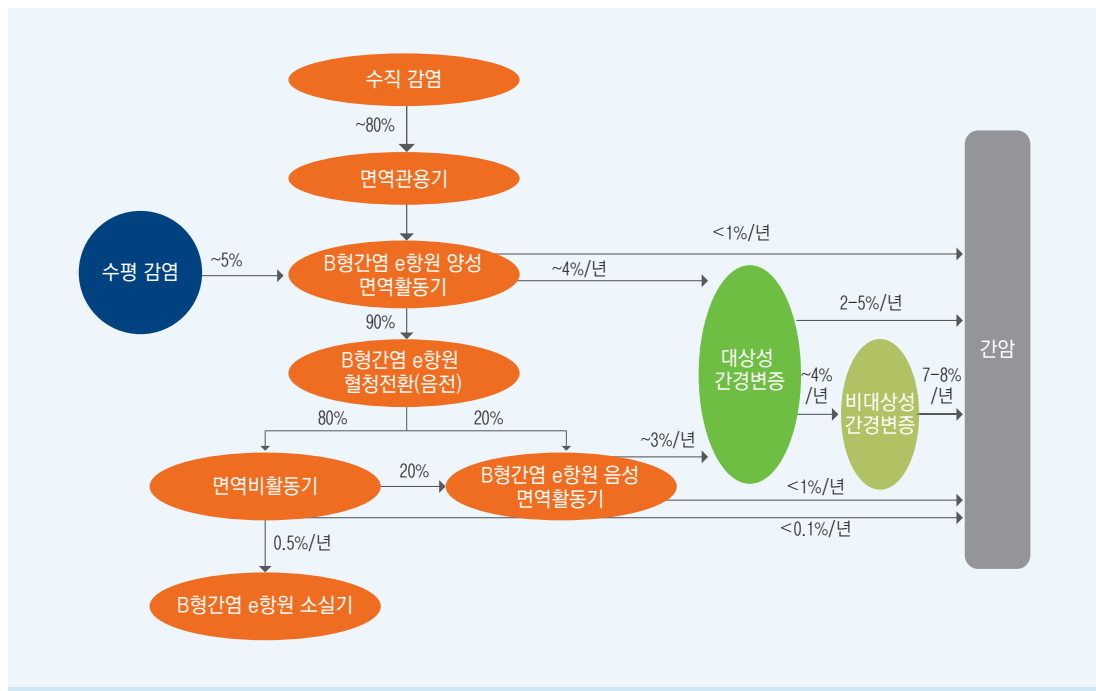 수직 감염
~80%
면역관용기
수평 감염
~5%
B형간염 e항원 양성
면역활동기
<1%/년
~4%/년
90%
B형간염 e항원
혈청전환(음전)
80%
20%
면역비활동기
20%
B형간염 e항원 음성
면역활동기
~3%/년
대상성
간경변증
2-5%/년
~4%
/년
비대상성
간경변증
7-8%
/년
간암
<1%/년
<0.1%/년
0.5%/년
B형간염 e항원 소실기